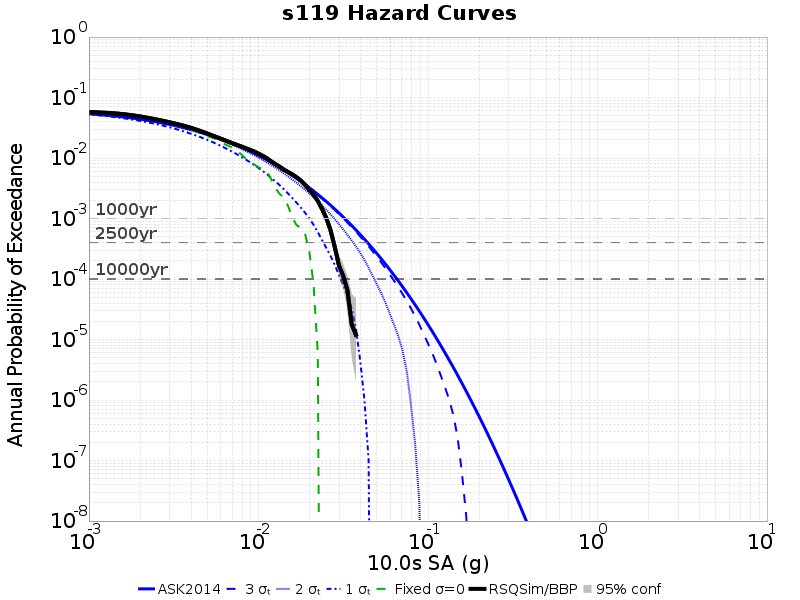 s119 Hazard Curves
Annual Probability of Exceedance
10^0
10^-1
10^-2
10^-3
10^-4
10^-5
10^-6
10^-7
10^-8
1000yr
2500yr
10000yr
10^-3 10^-2 10^-1 10^0 10^1
10.0s SA (g)
ASK2014 3 σₜ 2 σₜ 1 σₜ Fixed σ=0 RSQSim/BBP 95% conf